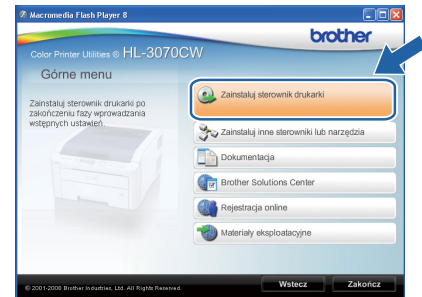 Macromedia Flash Player 8
brother
Color Printer Utilities ® HL-3070CW
Górne menu
Zainstaluj sterownik drukarki po
zakończeniu fazy wprowadzania
wstępnych ustawień.
Zainstaluj sterownik drukarki
Zainstaluj inne sterowniki lub narzędzia
Dokumentacja
Brother Solutions Center
Rejestracja online
Materiały eksploatacyjne
© 2001-2008 Brother Industries, Ltd. All Rights Reserved.
Wstecz
Zakończ